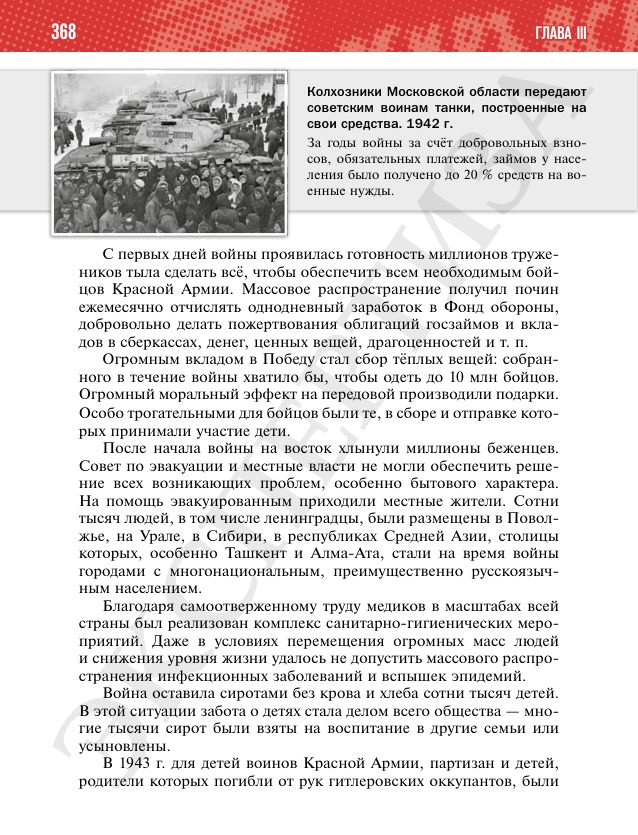 368
ГЛАВА III
Колхозники Московской области передают
советским воинам танки, построенные на
свои средства. 1942 г.
За годы войны за счёт добровольных взно-
сов, обязательных платежей, займов у насе-
ления было получено до 20 % средств на во-
енные нужды.
С первых дней войны проявилась готовность миллионов труже-
ников тыла сделать всё, чтобы обеспечить всем необходимым бой-
цов Красной Армии. Массовое распространение получил почин
ежемесячно отчислять однодневный заработок в Фонд обороны,
добровольно делать пожертвования облигаций госзаймов и вкла-
дов в сберкассах, денег, ценных вещей, драгоценностей и т. п.
Огромным вкладом в Победу стал сбор тёплых вещей: собран-
ного в течение войны хватило бы, чтобы одеть до 10 млн бойцов.
Огромный моральный эффект на передовой производили подарки.
Особо трогательными для бойцов были те, в сборе и отправке кото-
рых принимали участие дети.
После начала войны на восток хлынули миллионы беженцев.
Совет по эвакуации и местные власти не могли обеспечить реше-
ние всех возникающих проблем, особенно бытового характера.
На помощь эвакуированным приходили местные жители. Сотни
тысяч людей, в том числе ленинградцы, были размещены в Повол-
жье, на Урале, в Сибири, в республиках Средней Азии, столицы
которых, особенно Ташкент и Алма-Ата, стали на время войны
городами с многонациональным, преимущественно русскоязыч-
ным населением.
Благодаря самоотверженному труду медиков в масштабах всей
страны был реализован комплекс санитарно-гигиенических меро-
приятий. Даже в условиях перемещения огромных масс людей
и снижения уровня жизни удалось не допустить массового распро-
странения инфекционных заболеваний и вспышек эпидемий.
Война оставила сиротами без крова и хлеба сотни тысяч детей.
В этой ситуации забота о детях стала делом всего общества — мно-
гие тысячи сирот были взяты на воспитание в другие семьи или
усыновлены.
В 1943 г. для детей воинов Красной Армии, партизан и детей,
родители которых погибли от рук гитлеровских оккупантов, были
ЭКСПЕРТИЗА